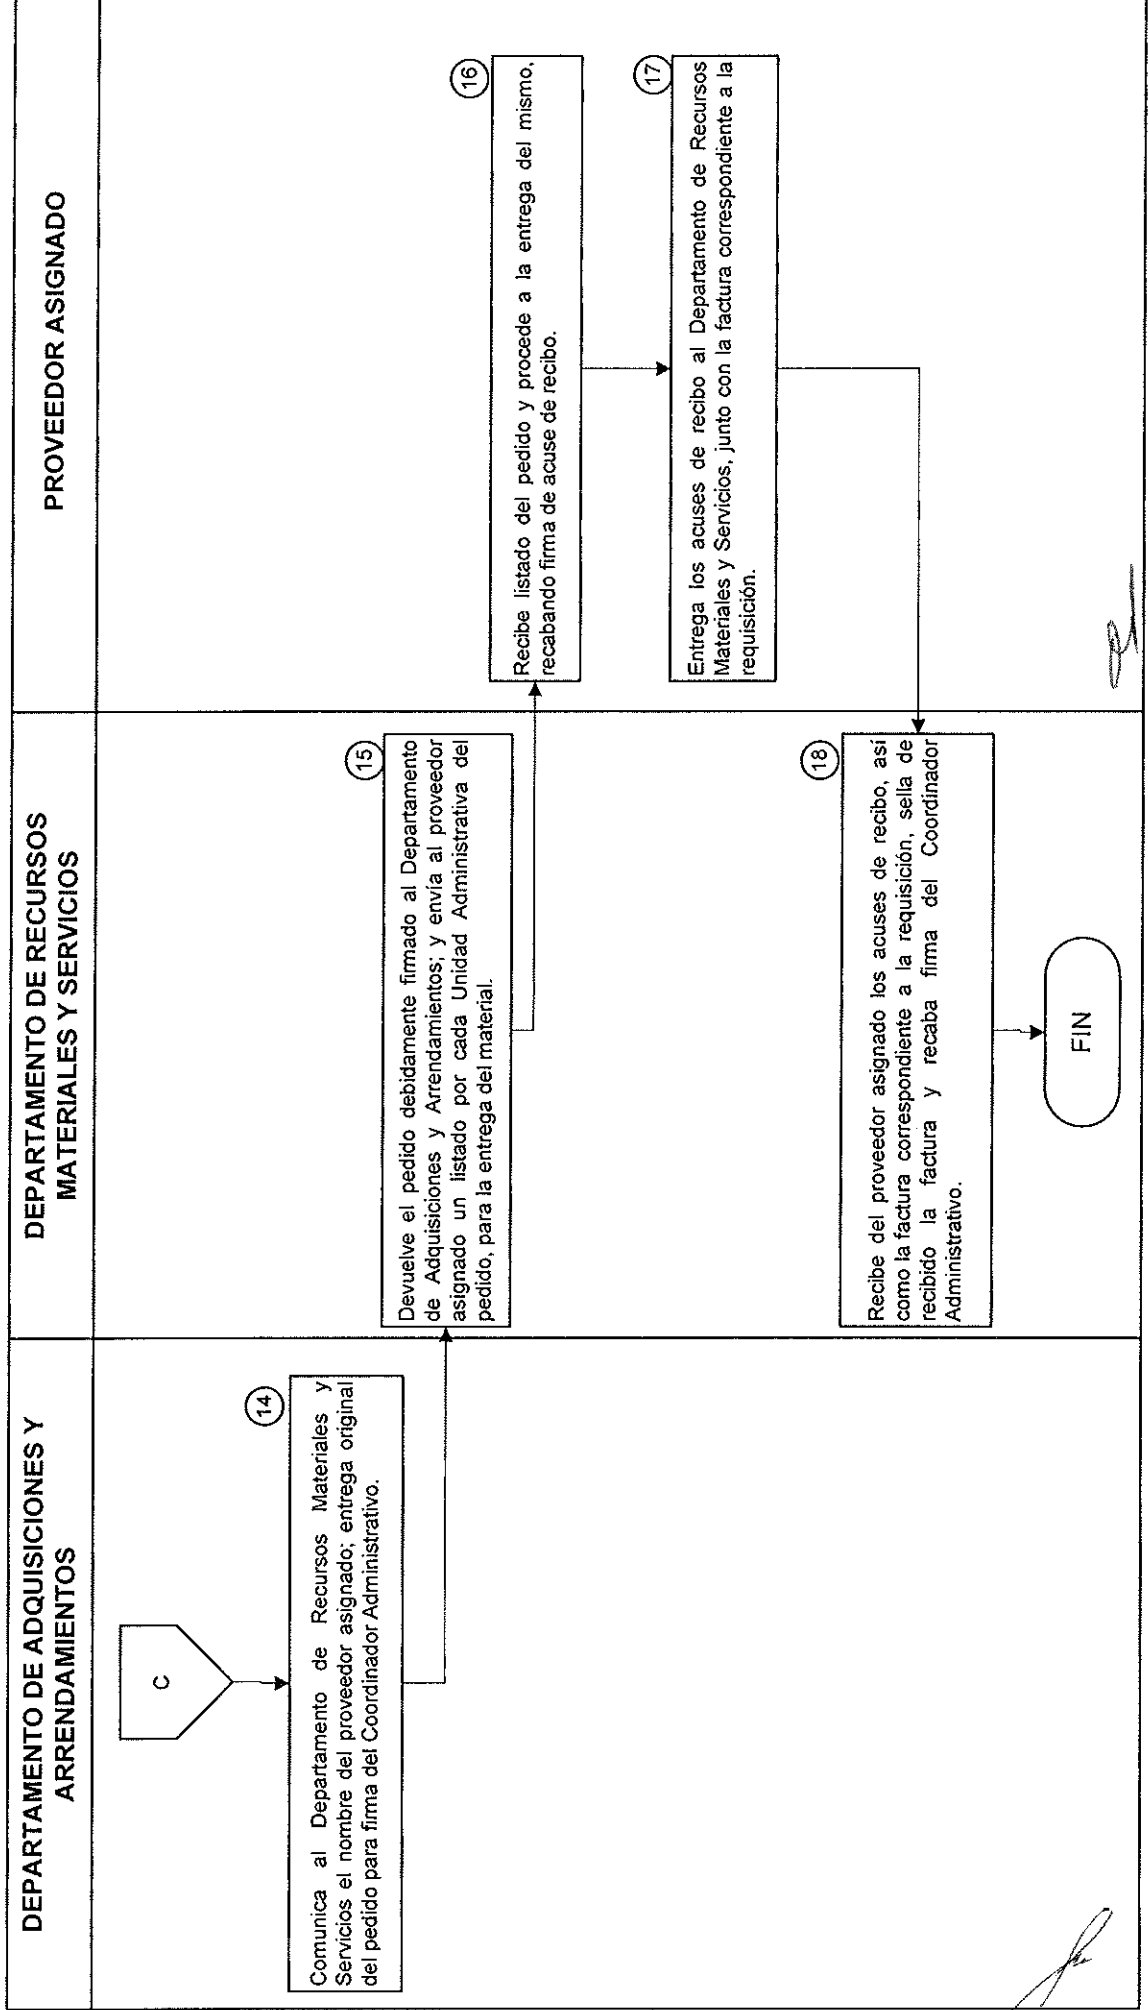 DEPARTAMENTO DE ADQUISICIONES Y
ARRENDAMIENTOS
DEPARTAMENTO DE RECURSOS
MATERIALES Y SERVICIOS
PROVEEDOR ASIGNADO
C
14
Comunica al Departamento de Recursos Materiales y
Servicios el nombre del proveedor asignado; entrega original
del pedido para firma del Coordinador Administrativo.
15
Devuelve el pedido debidamente firmado al Departamento
de Adquisiciones y Arrendamientos; y envía al proveedor
asignado un listado por cada Unidad Administrativa del
pedido, para la entrega del material.
16
Recibe listado del pedido y procede a la entrega del mismo,
recabando firma de acuse de recibo.
17
Entrega los acuses de recibo al Departamento de Recursos
Materiales y Servicios, junto con la factura correspondiente a la
requisición.
18
Recibe del proveedor asignado los acuses de recibo, así
como la factura correspondiente a la requisición, sella de
recibido la factura y recaba firma del Coordinador
Administrativo.
FIN